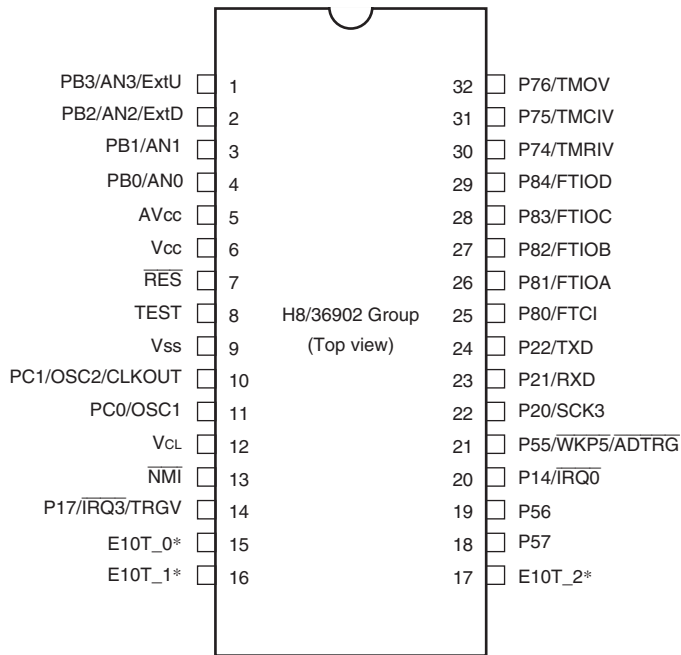 PB3/AN3/ExtU 1 32 P76/TMOV
PB2/AN2/ExtD 2 31 P75/TMCIV
PB1/AN1 3 30 P74/TMRIV
PB0/AN0 4 29 P84/FTIOD
AVcc 5 28 P83/FTIOC
Vcc 6 27 P82/FTIOB
RES 7 26 P81/FTIOA
TEST 8 H8/36902 Group 25 P80/FTCI
Vss 9 (Top view) 24 P22/TXD
PC1/OSC2/CLKOUT 10 23 P21/RXD
PC0/OSC1 11 22 P20/SCK3
VCL 12 21 P55/WKP5/ADTRG
NMI 13 20 P14/IRQ0
P17/IRQ3/TRGV 14 19 P56
E10T_0* 15 18 P57
E10T_1* 16 17 E10T_2*